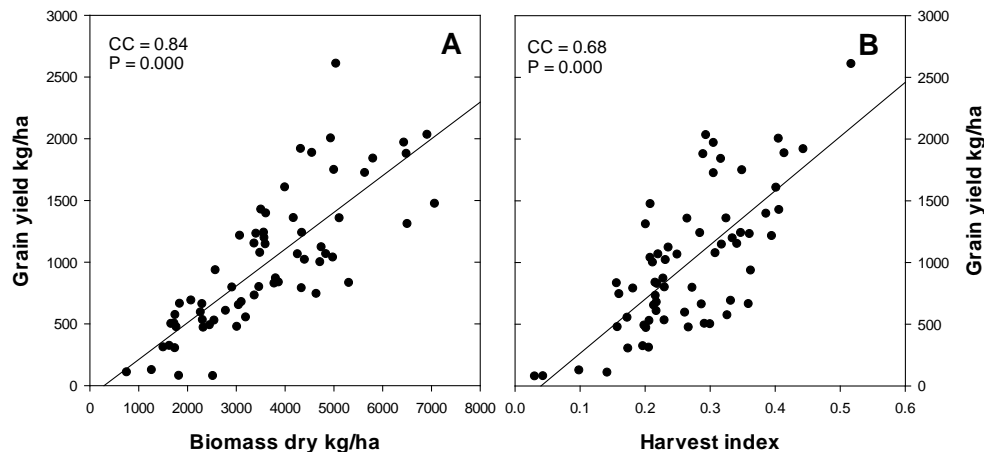 3000
2500
2000
1500
1000
500
0
Grain yield kg/ha
CC = 0.84
P = 0.000
A
0 1000 2000 3000 4000 5000 6000 7000 8000
Biomass dry kg/ha
CC = 0.68
P = 0.000
B
0.0 0.1 0.2 0.3 0.4 0.5 0.6
Harvest index
3000
2500
2000
1500
1000
500
0
Grain yield kg/ha